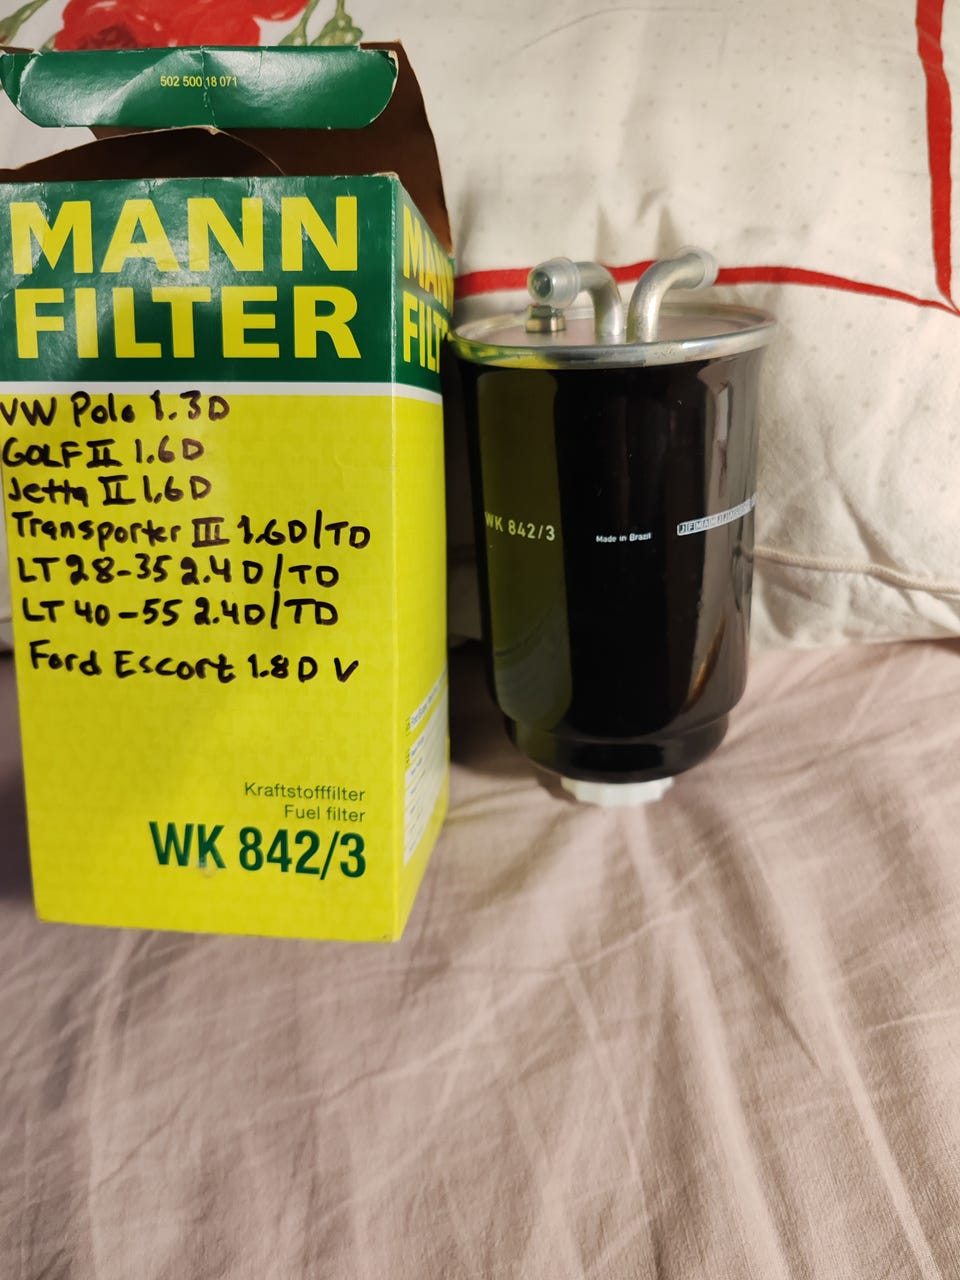 502 500 18 071
MANN
FILTER
MANN
FILT
VW Polo 1.3D
GOLF II 1.6D
Jetta II 1,6D
Transporter III 1.6D/TD
LT 28-35 2.4D/TD
LT 40-55 2.4D/TD
Ford Escort 1.8D V
Kraftstofffilter
Fuel filter
WK 842/3
WK 842/3
Made in Brazil